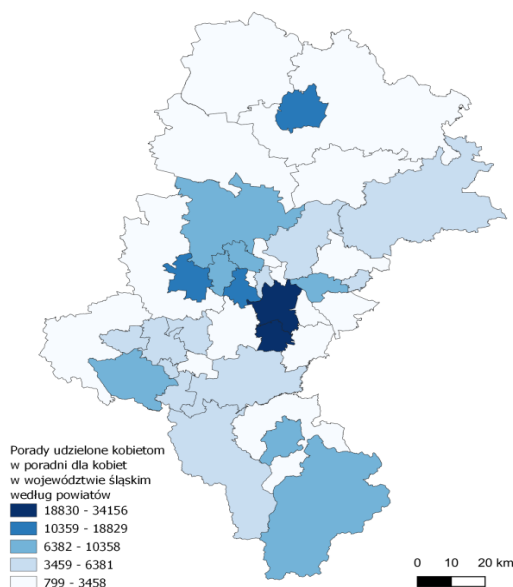 Porady udzielone kobietom
w poradni dla kobiet
w województwie śląskim
według powiatów
18830 - 34156
10359 - 18829
6382 - 10358
3459 - 6381
799 - 3458
0 10 20 km